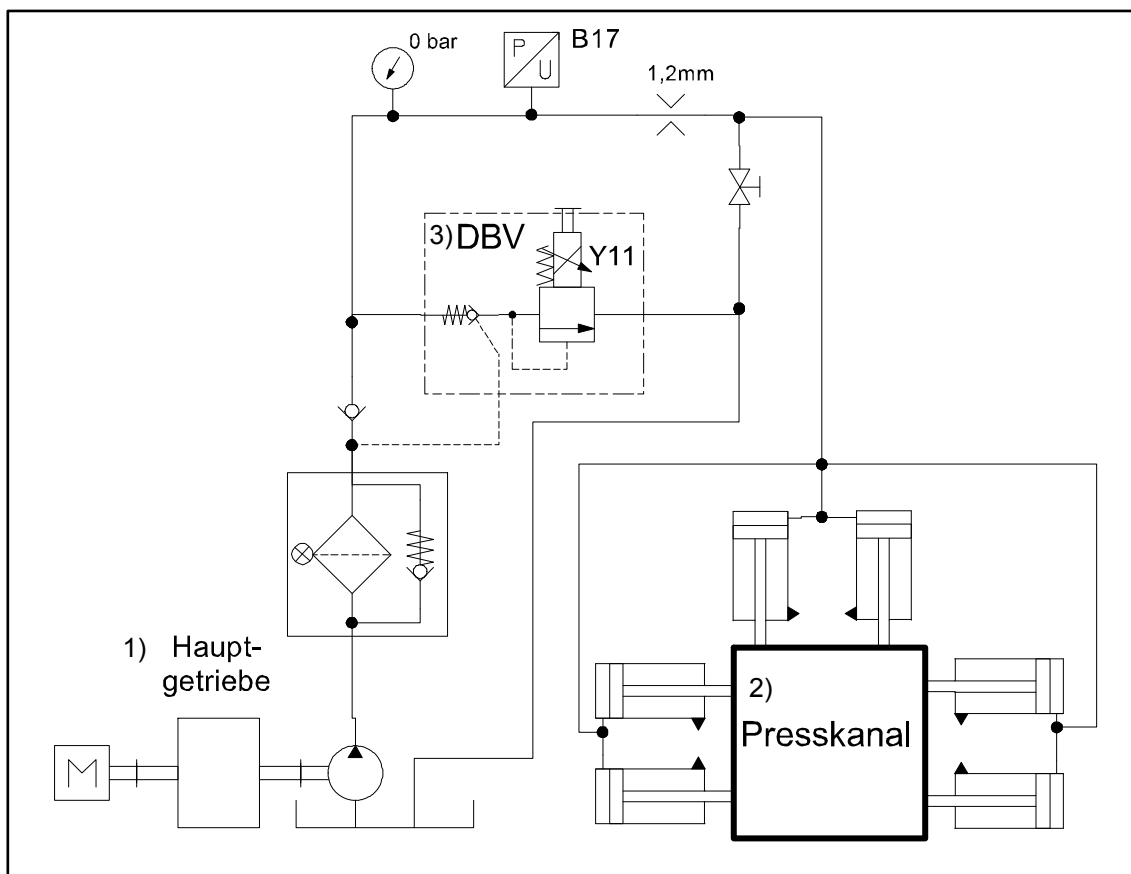 0 bar
P
U
B17
1,2mm
3) DBV
Y11
1) Haupt-
getriebe
M
2)
Presskanal